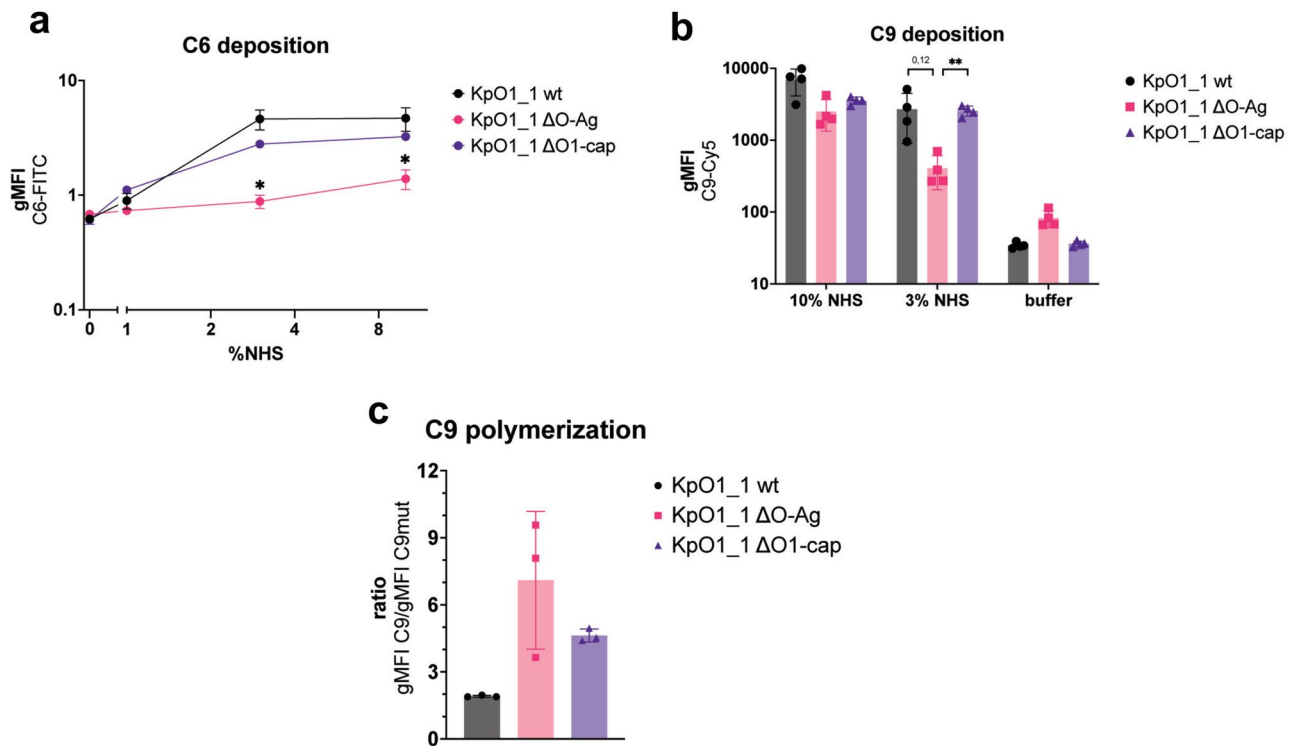 a
C6 deposition
10
1
0.1
gMFI
C6-FITC
*
*
0
1
2
4
8
%NHS
KpO1_1 wt
KpO1_1 ΔO-Ag
KpO1_1 ΔO1-cap
b
C9 deposition
10000
1000
100
10
gMFI
C9-Cy5
0,12
**
10% NHS
3% NHS
buffer
KpO1_1 wt
KpO1_1 ΔO-Ag
KpO1_1 ΔO1-cap
c
C9 polymerization
12
9
6
3
0
ratio
gMFI C9/gMFI C9mut
KpO1_1 wt
KpO1_1 ΔO-Ag
KpO1_1 ΔO1-cap